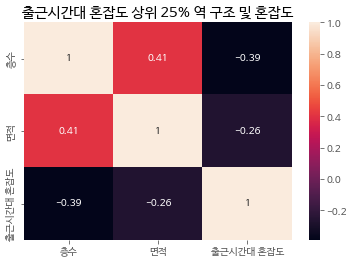 출근시간대 혼잡도 상위 25% 역 구조 및 혼잡도
층수
1
0.41
-0.39
면적
0.41
1
-0.26
출근시간대 혼잡도
-0.39
-0.26
1
층수
면적
출근시간대 혼잡도
1.0
0.8
0.6
0.4
0.2
0.0
-0.2